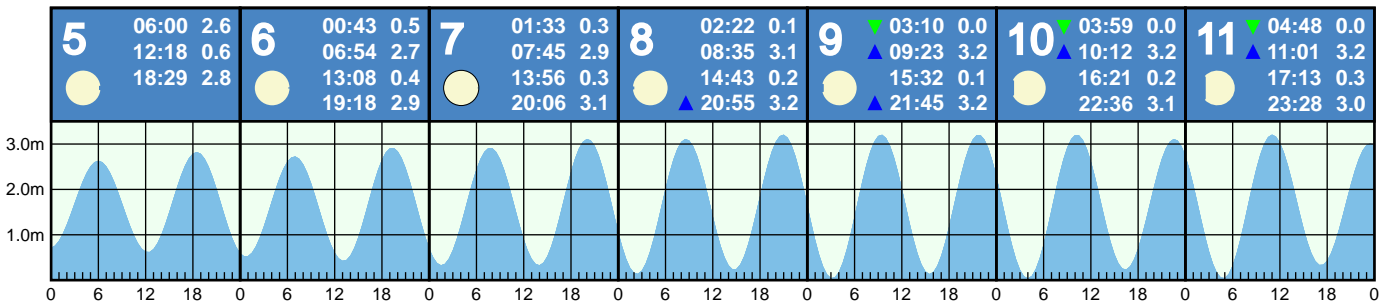 5
06:00 2.6
12:18 0.6
18:29 2.8
6
00:43 0.5
06:54 2.7
13:08 0.4
19:18 2.9
7
01:33 0.3
07:45 2.9
13:56 0.3
20:06 3.1
8
02:22 0.1
08:35 3.1
14:43 0.2
▲ 20:55 3.2
9
▼ 03:10 0.0
▲ 09:23 3.2
15:32 0.1
▲ 21:45 3.2
10
▼ 03:59 0.0
▲ 10:12 3.2
16:21 0.2
22:36 3.1
11
▼ 04:48 0.0
▲ 11:01 3.2
17:13 0.3
23:28 3.0
3.0m
2.0m
1.0m
0 6 12 18 0 6 12 18 0 6 12 18 0 6 12 18 0 6 12 18 0 6 12 18 0 6 12 18 0